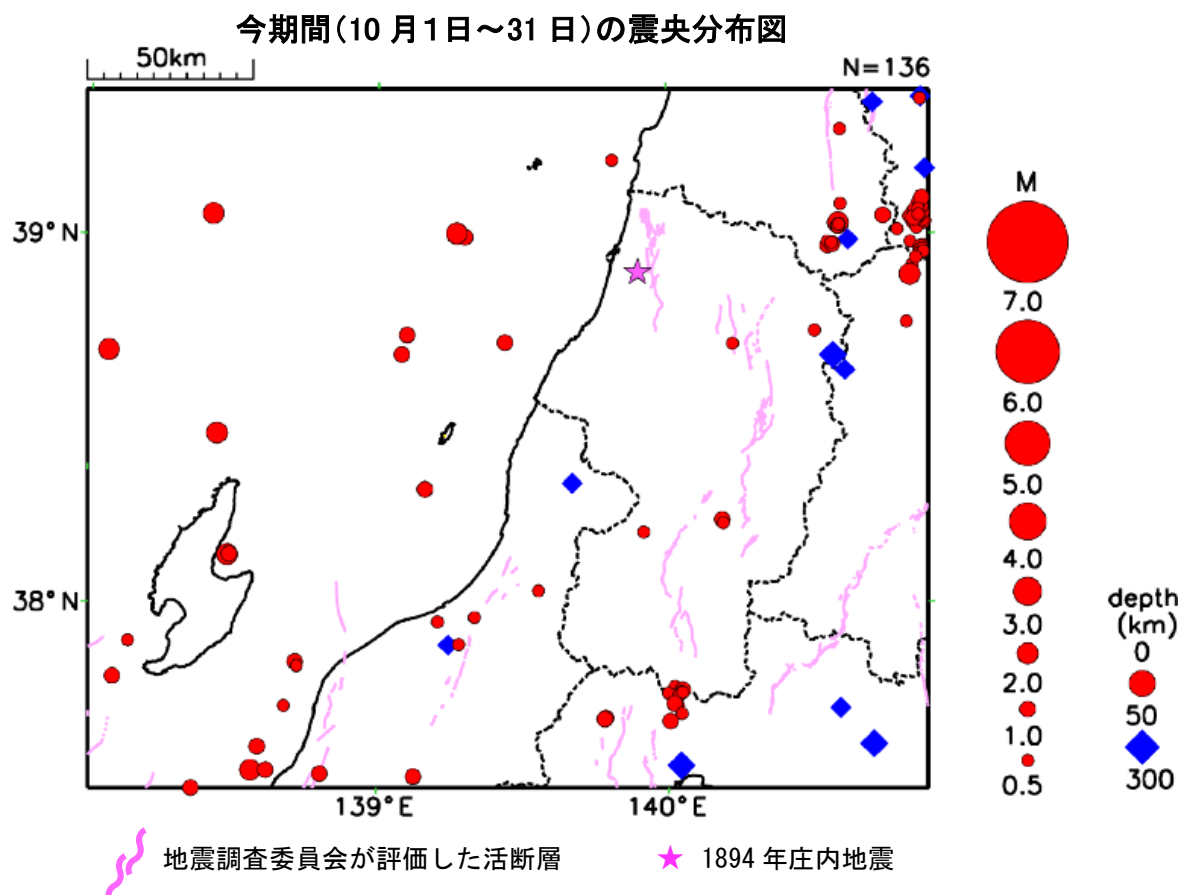 今期間（10 月１日～31 日）の震央分布図
50km
N=136
39°N
38°N
139°E
140°E
M
7.0
6.0
5.0
4.0
3.0
2.0
1.0
0.5
depth
(km)
0
50
300
地震調査委員会が評価した活断層
1894 年庄内地震